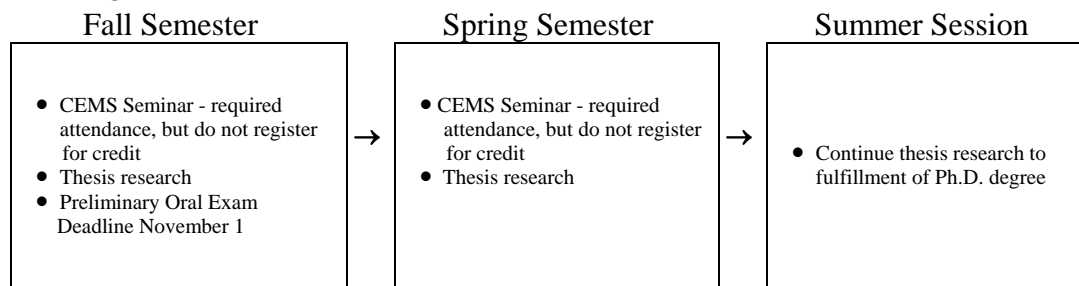 Fall Semester
● CEMS Seminar - required
attendance, but do not register
for credit
● Thesis research
● Preliminary Oral Exam
Deadline November 1
→
Spring Semester
● CEMS Seminar - required
attendance, but do not register
for credit
● Thesis research
→
Summer Session
● Continue thesis research to
fulfillment of Ph.D. degree